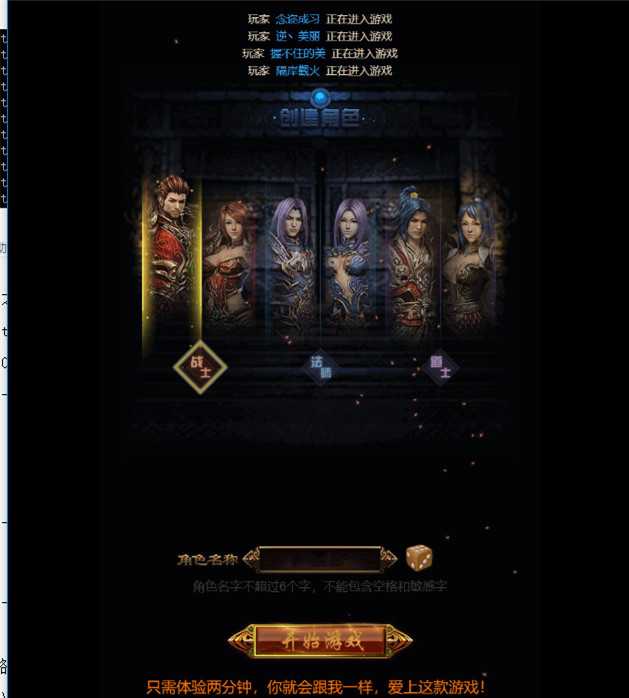 玩家 念旧成习 正在进入游戏
玩家 逆丶美丽 正在进入游戏
玩家 握不住的美 正在进入游戏
玩家 隔岸觀火 正在进入游戏
创建角色
战士
法师
道士
角色名称
角色名字不超过6个字，不能包含空格和敏感字
开始游戏
只需体验两分钟，你就会跟我一样，爱上这款游戏！